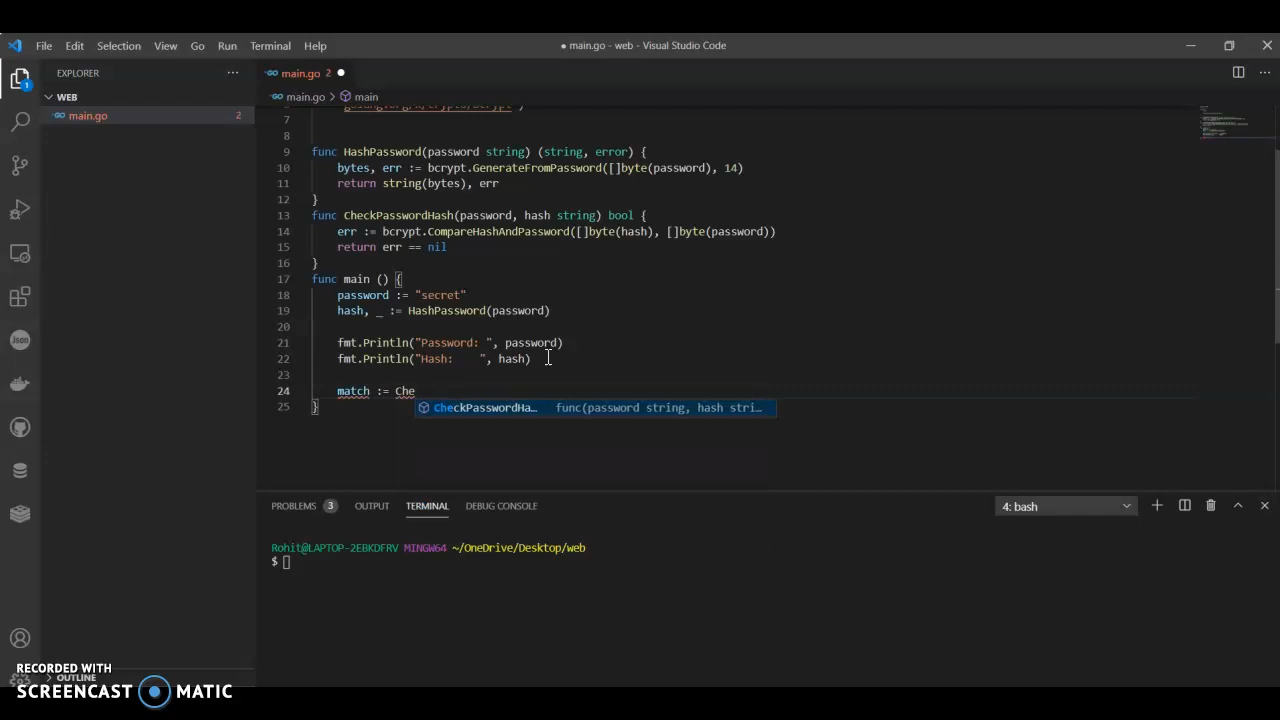 File Edit Selection View Go Run Terminal Help
● main.go - web - Visual Studio Code
EXPLORER ···
main.go 2
WEB
main.go > main
main.go 2
7
8
9 func HashPassword(password string) (string, error) {
10 bytes, err := bcrypt.GenerateFromPassword([]byte(password), 14)
11 return string(bytes), err
12 }
13 func CheckPasswordHash(password, hash string) bool {
14 err := bcrypt.CompareHashAndPassword([]byte(hash), []byte(password))
15 return err == nil
16 }
17 func main () {
18 password := "secret"
19 hash, _ := HashPassword(password)
20
21 fmt.Println("Password: ", password)
22 fmt.Println("Hash:    ", hash)
23
24 match := Che
CheckPasswordHa… func(password string, hash stri…
25 }
PROBLEMS 3 OUTPUT TERMINAL DEBUG CONSOLE 4: bash
Rohit@LAPTOP-2EBKDFRV MINGW64 ~/OneDrive/Desktop/web
$
OUTLINE
RECORDED WITH
SCREENCAST MATIC